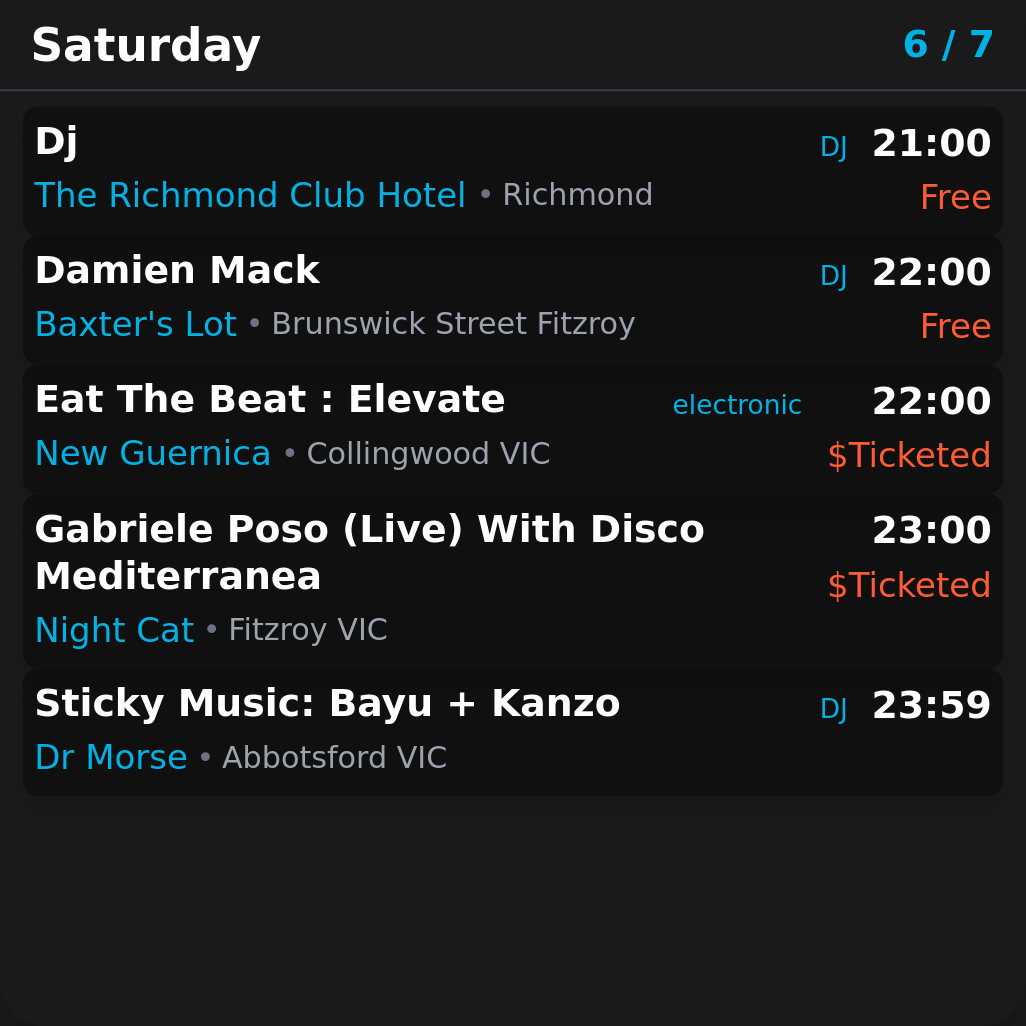 Saturday 6 / 7
Dj DJ 21:00
The Richmond Club Hotel • Richmond Free
Damien Mack DJ 22:00
Baxter's Lot • Brunswick Street Fitzroy Free
Eat The Beat : Elevate electronic 22:00
New Guernica • Collingwood VIC $Ticketed
Gabriele Poso (Live) With Disco 23:00
Mediterranea $Ticketed
Night Cat • Fitzroy VIC
Sticky Music: Bayu + Kanzo DJ 23:59
Dr Morse • Abbotsford VIC